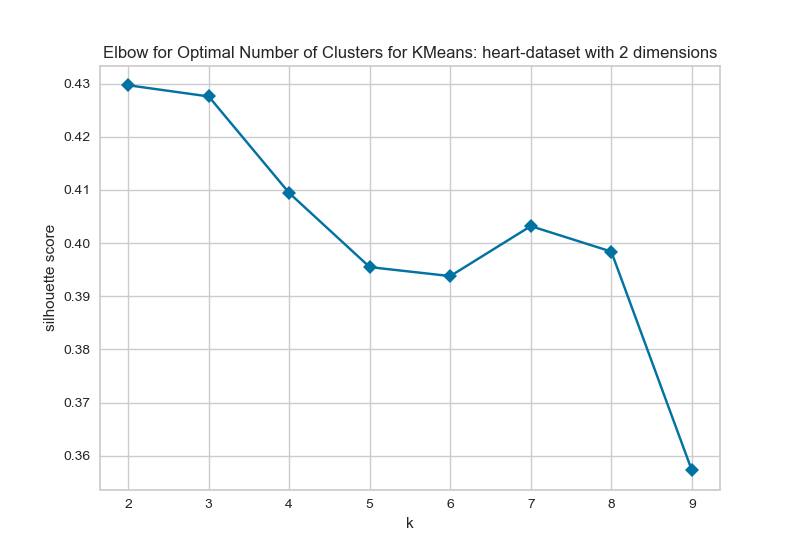 Elbow for Optimal Number of Clusters for KMeans: heart-dataset with 2 dimensions
0.43
0.42
0.41
0.40
0.39
0.38
0.37
0.36
silhouette score
2 3 4 5 6 7 8 9
k